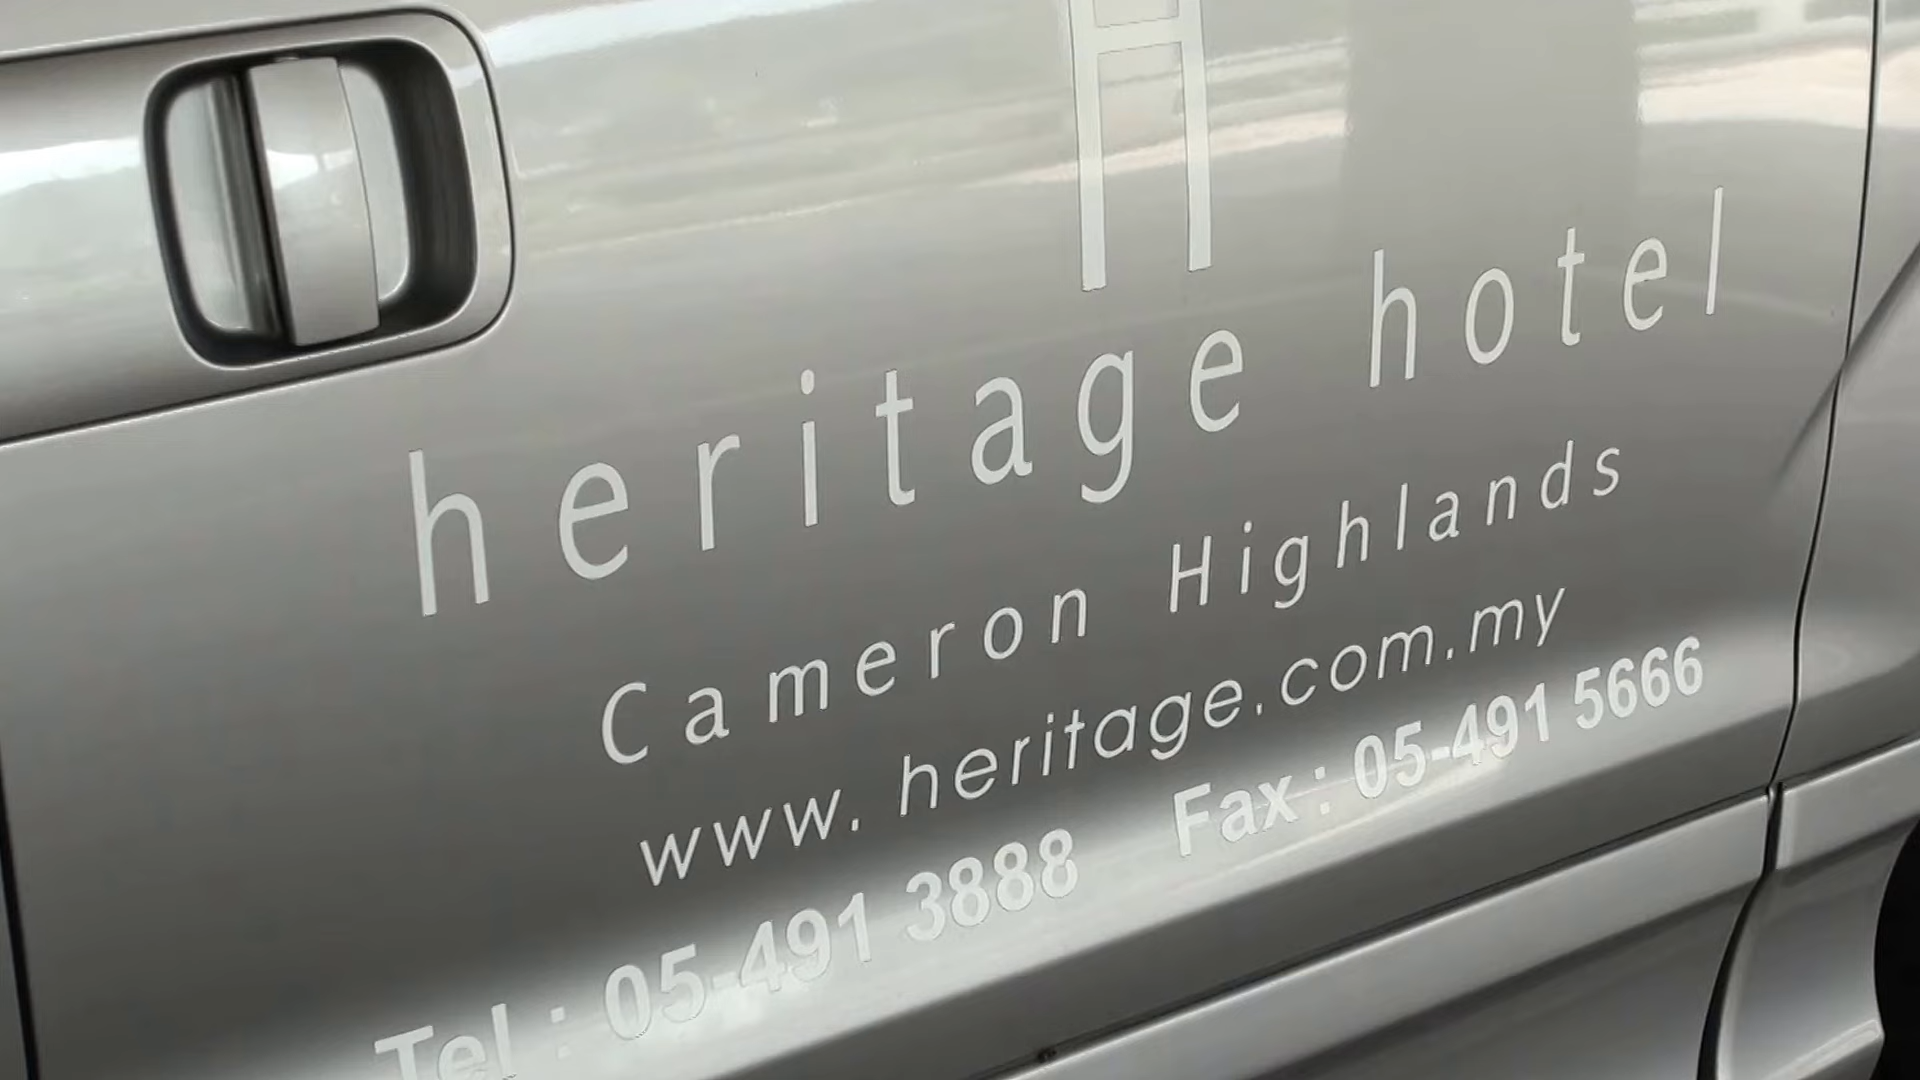 H
heritage hotel
Cameron Highlands
www. heritage.com.my
Tel : 05-491 3888 Fax : 05-491 5666